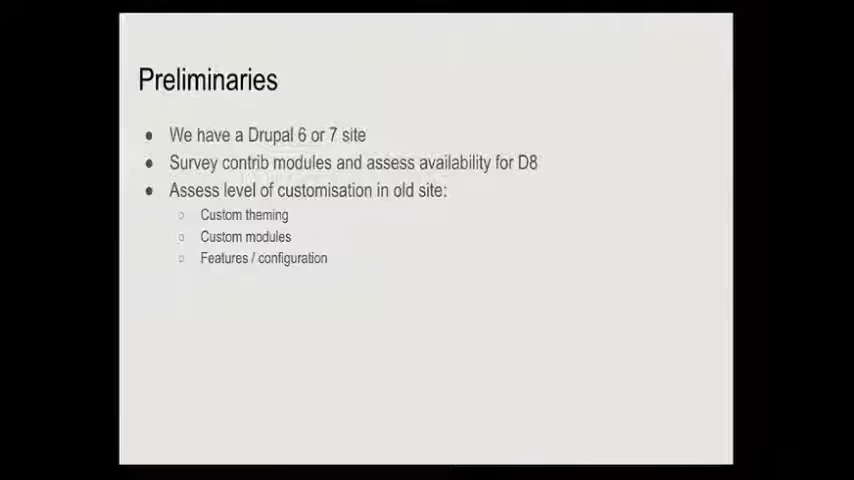 Preliminaries
● We have a Drupal 6 or 7 site
● Survey contrib modules and assess availability for D8
● Assess level of customisation in old site:
○ Custom theming
○ Custom modules
○ Features / configuration